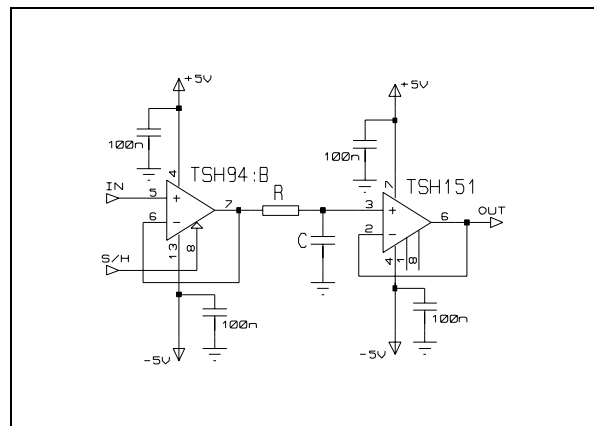 +5V
+5V
100n
100n
4
7
TSH94:B
TSH151
IN
5
+
R
3
+
6
OUT
6
-
7
2
-
C
S/H
13
8
4
1
8
100n
100n
-5V
-5V